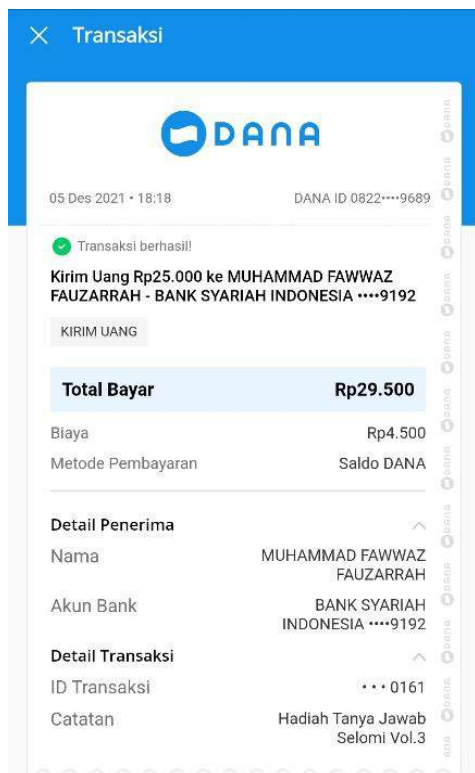 Transaksi
DANA
05 Des 2021 • 18:18 DANA ID 0822••••9689
Transaksi berhasil!
Kirim Uang Rp25.000 ke MUHAMMAD FAWWAZ
FAUZARRAH - BANK SYARIAH INDONESIA ••••9192
KIRIM UANG
Total Bayar Rp29.500
Biaya Rp4.500
Metode Pembayaran Saldo DANA
Detail Penerima
Nama MUHAMMAD FAWWAZ
FAUZARRAH
Akun Bank BANK SYARIAH
INDONESIA ••••9192
Detail Transaksi
ID Transaksi • • • 0161
Catatan Hadiah Tanya Jawab
Selomi Vol.3